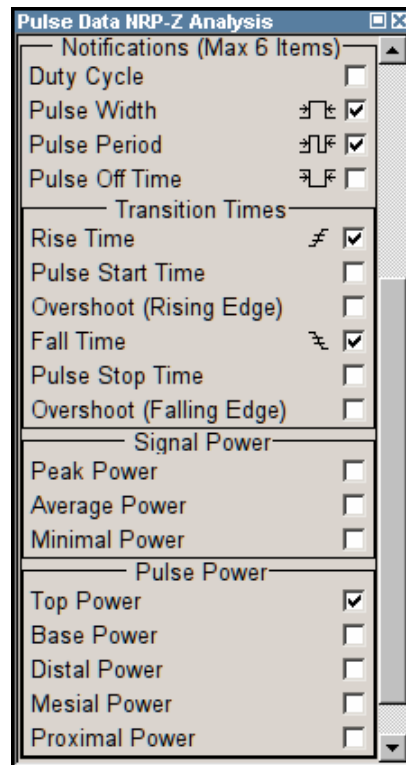 Pulse Data NRP-Z Analysis
Notifications (Max 6 Items)
Duty Cycle
Pulse Width
Pulse Period
Pulse Off Time
Transition Times
Rise Time
Pulse Start Time
Overshoot (Rising Edge)
Fall Time
Pulse Stop Time
Overshoot (Falling Edge)
Signal Power
Peak Power
Average Power
Minimal Power
Pulse Power
Top Power
Base Power
Distal Power
Mesial Power
Proximal Power